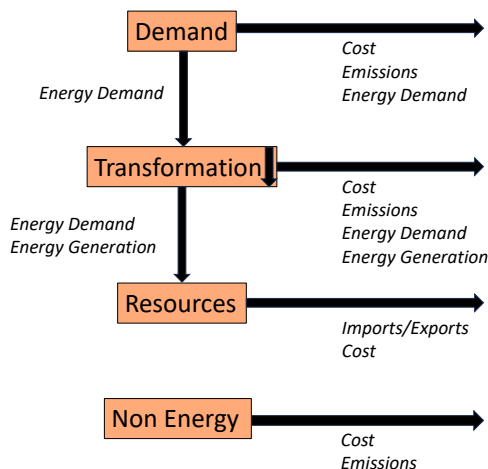 Demand
Cost
Emissions
Energy Demand
Energy Demand
Transformation
Cost
Emissions
Energy Demand
Energy Generation
Energy Demand
Energy Generation
Resources
Imports/Exports
Cost
Non Energy
Cost
Emissions